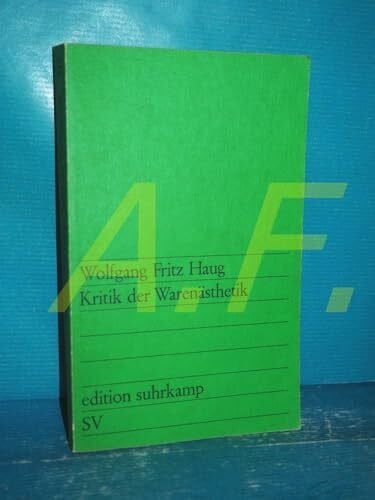 A.F.
Wolfgang Fritz Haug
Kritik der Warenästhetik
edition suhrkamp
SV